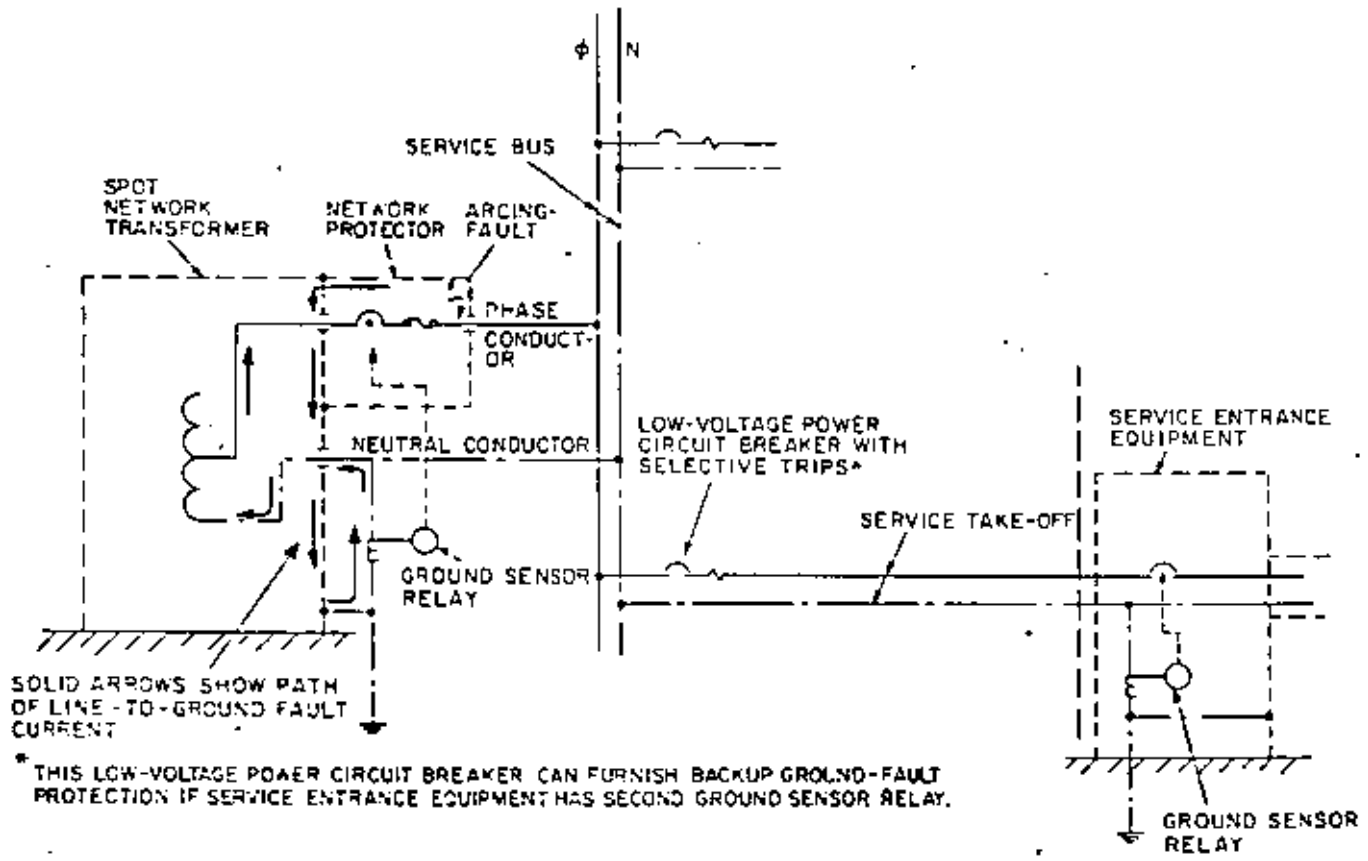 ϕ N
SERVICE BUS
SPOT
NETWORK
TRANSFORMER
NETWORK
PROTECTOR
ARCING-
FAULT
PHASE
CONDUCT-
OR
NEUTRAL CONDUCTOR
LOW-VOLTAGE POWER
CIRCUIT BREAKER WITH
SELECTIVE TRIPS*
SERVICE ENTRANCE
EQUIPMENT
SERVICE TAKE-OFF
GROUND SENSOR
RELAY
SOLID ARROWS SHOW PATH
OF LINE-TO-GROUND FAULT
CURRENT
* THIS LOW-VOLTAGE POWER CIRCUIT BREAKER CAN FURNISH BACKUP GROUND-FAULT
PROTECTION IF SERVICE ENTRANCE EQUIPMENT HAS SECOND GROUND SENSOR RELAY.
GROUND SENSOR
RELAY